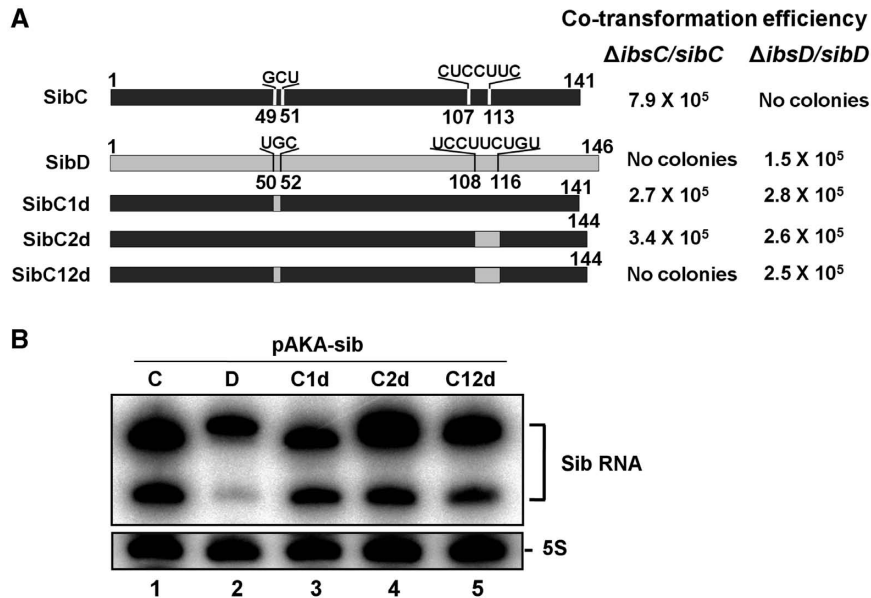 A
Co-transformation efficiency
ΔibsC/sibC ΔibsD/sibD
GCU CUCCUUC
1 141
SibC 7.9 X 10⁵ No colonies
49 51 107 113
UGC UCCUUCUGU
1 146
SibD No colonies 1.5 X 10⁵
50 52 108 116
141
SibC1d 2.7 X 10⁵ 2.8 X 10⁵
144
SibC2d 3.4 X 10⁵ 2.6 X 10⁵
144
SibC12d No colonies 2.5 X 10⁵
B
pAKA-sib
C D C1d C2d C12d
Sib RNA
- 5S
1 2 3 4 5